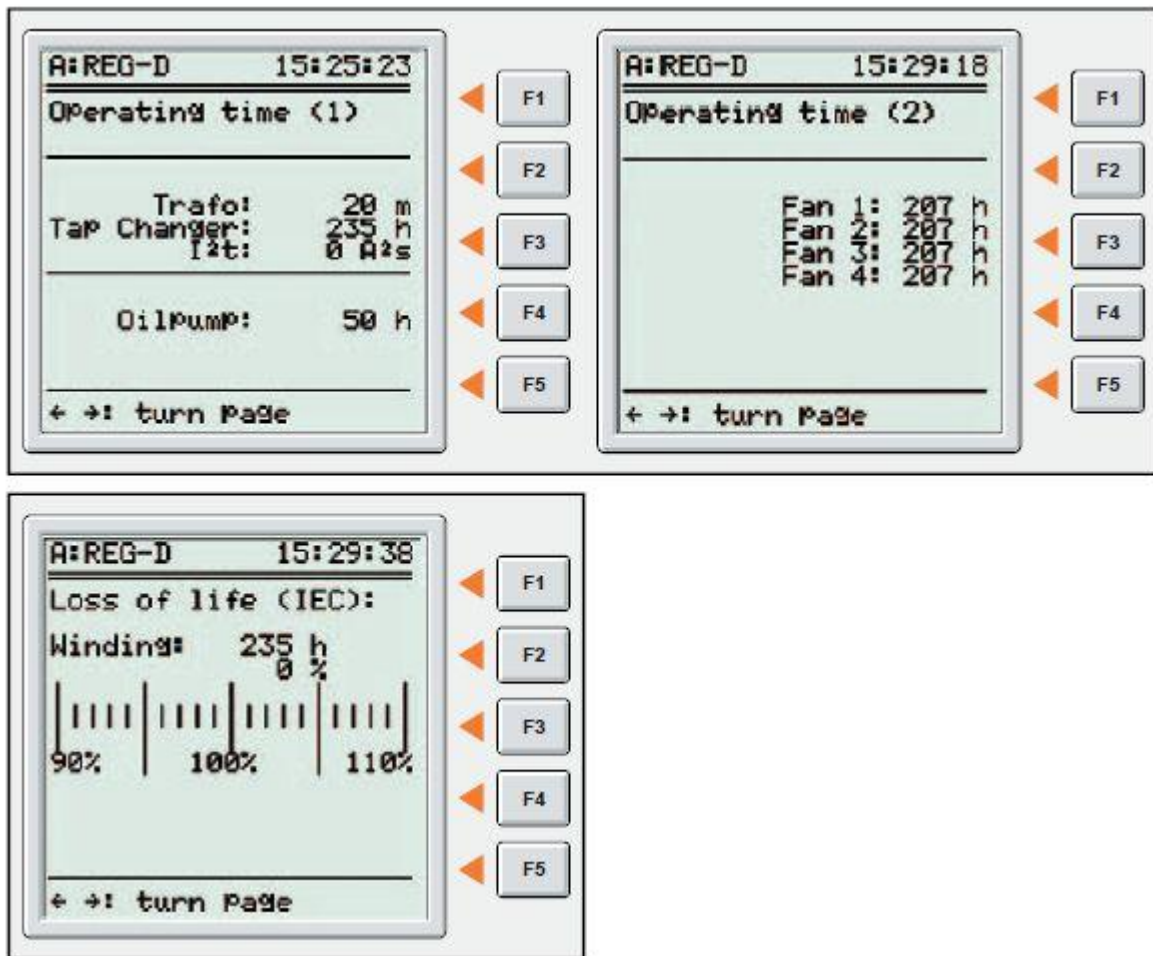 A:REG-D 15:25:23
Operating time (1)
Trafo: 20 m
Tap Changer: 235 h
I²t: 0 A²s
Oilpump: 50 h
← →: turn page
F1
F2
F3
F4
F5
A:REG-D 15:29:18
Operating time (2)
Fan 1: 207 h
Fan 2: 207 h
Fan 3: 207 h
Fan 4: 207 h
← →: turn page
F1
F2
F3
F4
F5
A:REG-D 15:29:38
Loss of life (IEC):
Winding: 235 h
0 %
90% 100% 110%
← →: turn page
F1
F2
F3
F4
F5